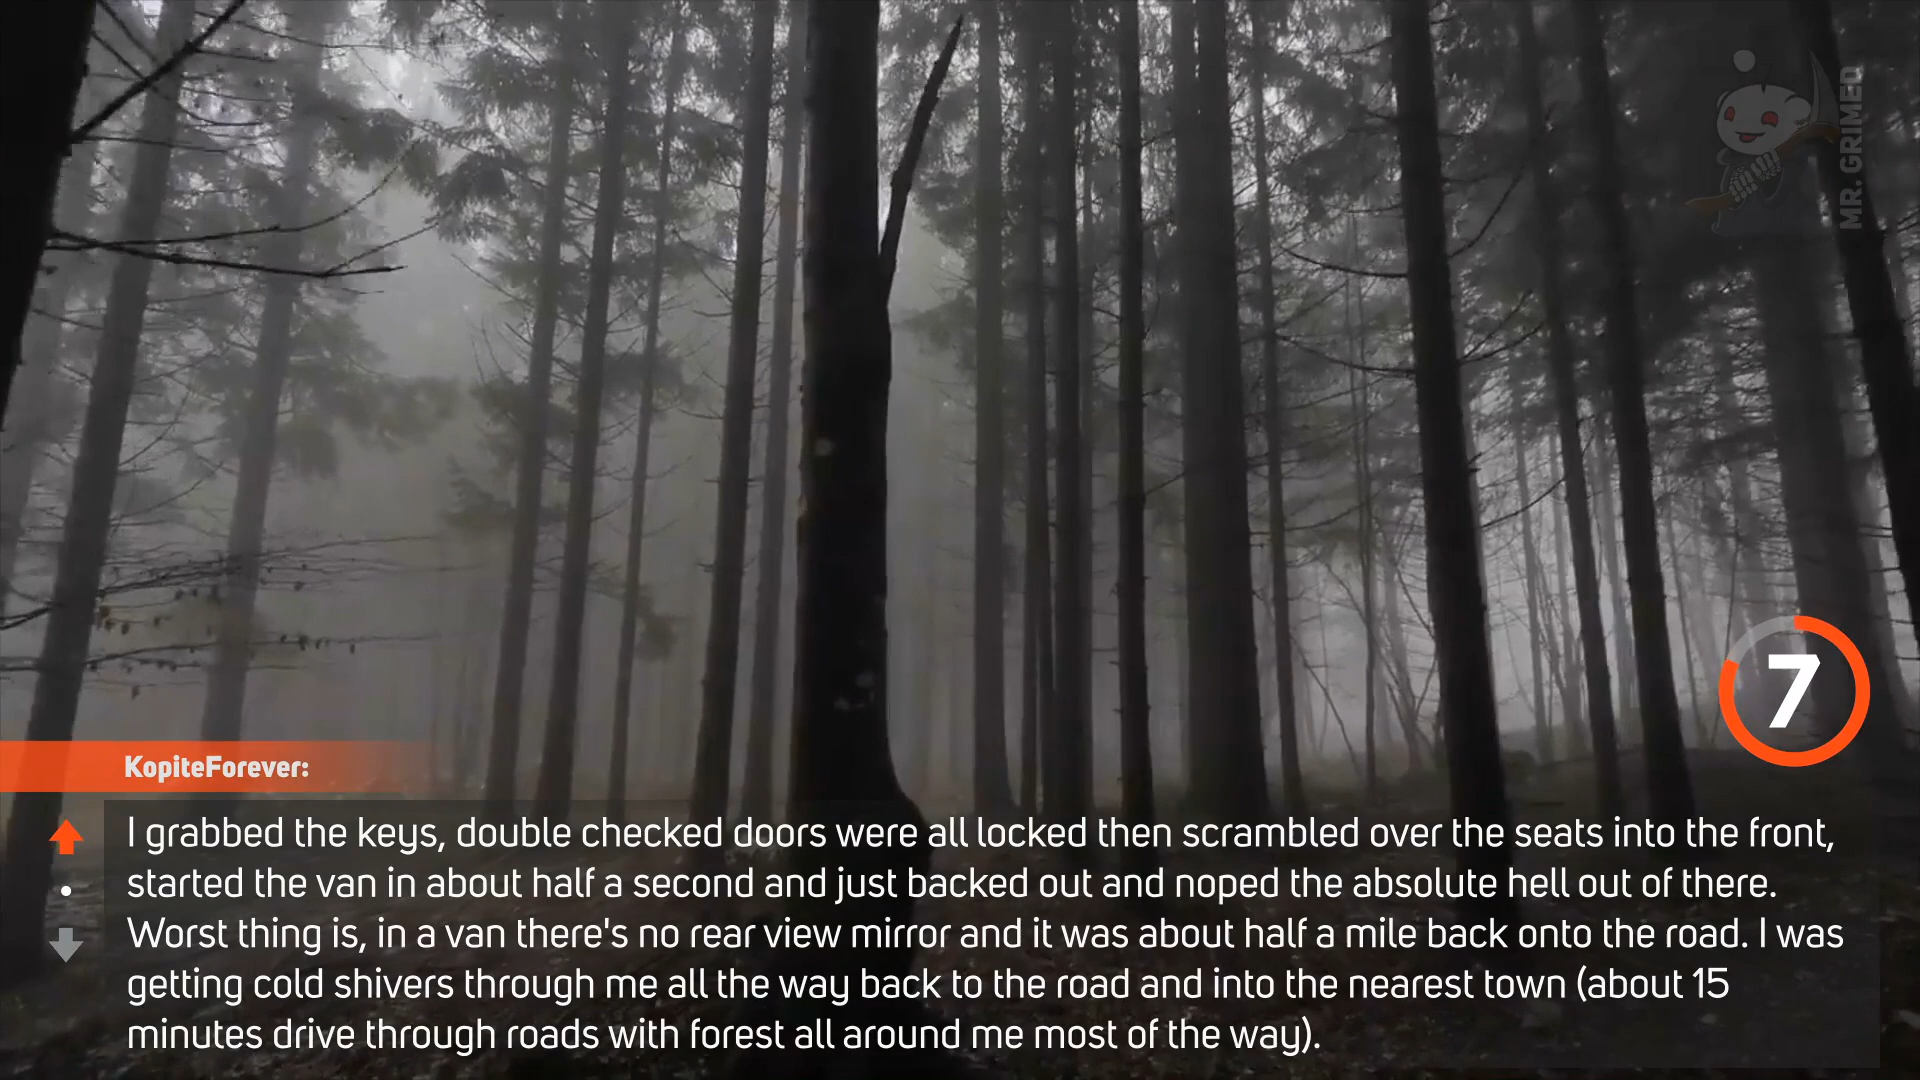 MR. GRIMED
7
KopiteForever:
I grabbed the keys, double checked doors were all locked then scrambled over the seats into the front,
started the van in about half a second and just backed out and noped the absolute hell out of there.
Worst thing is, in a van there's no rear view mirror and it was about half a mile back onto the road. I was
getting cold shivers through me all the way back to the road and into the nearest town (about 15
minutes drive through roads with forest all around me most of the way).